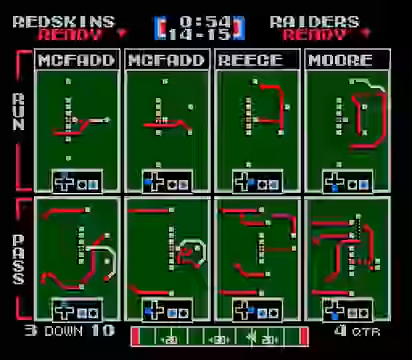 REDSKINS 0:54 RAIDERS
READY 14-15 READY
MCFADD MCFADD REECE MOORE
RUN
PASS
3 DOWN 10 4 QTR